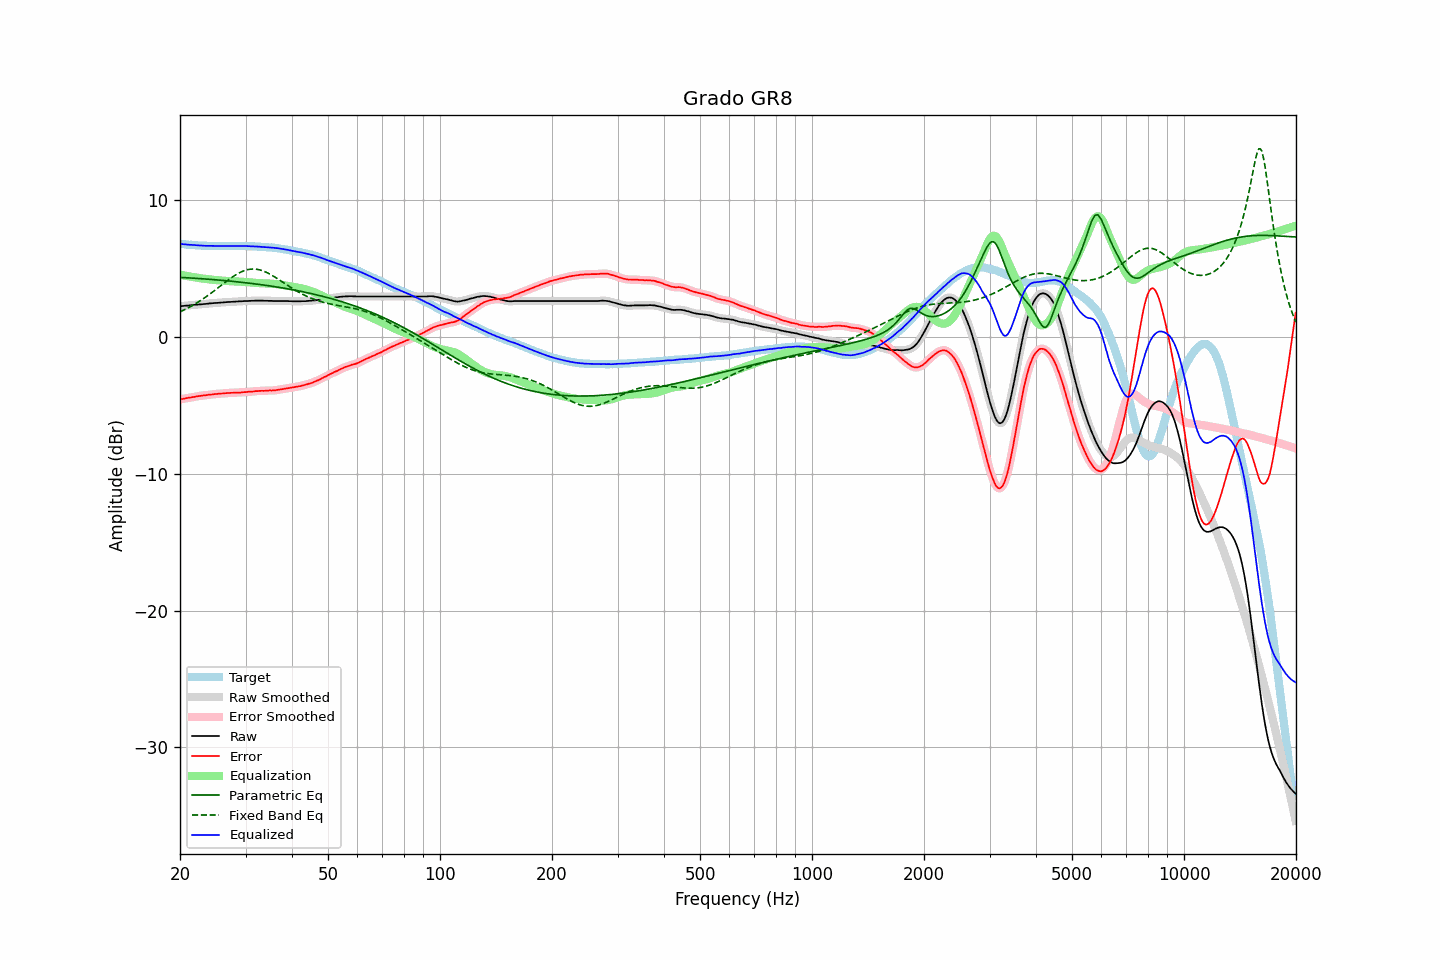 Grado GR8
10
0
−10
−20
−30
Amplitude (dBr)
Target
Raw Smoothed
Error Smoothed
Raw
Error
Equalization
Parametric Eq
Fixed Band Eq
Equalized
20 50 100 200 500 1000 2000 5000 10000 20000
Frequency (Hz)